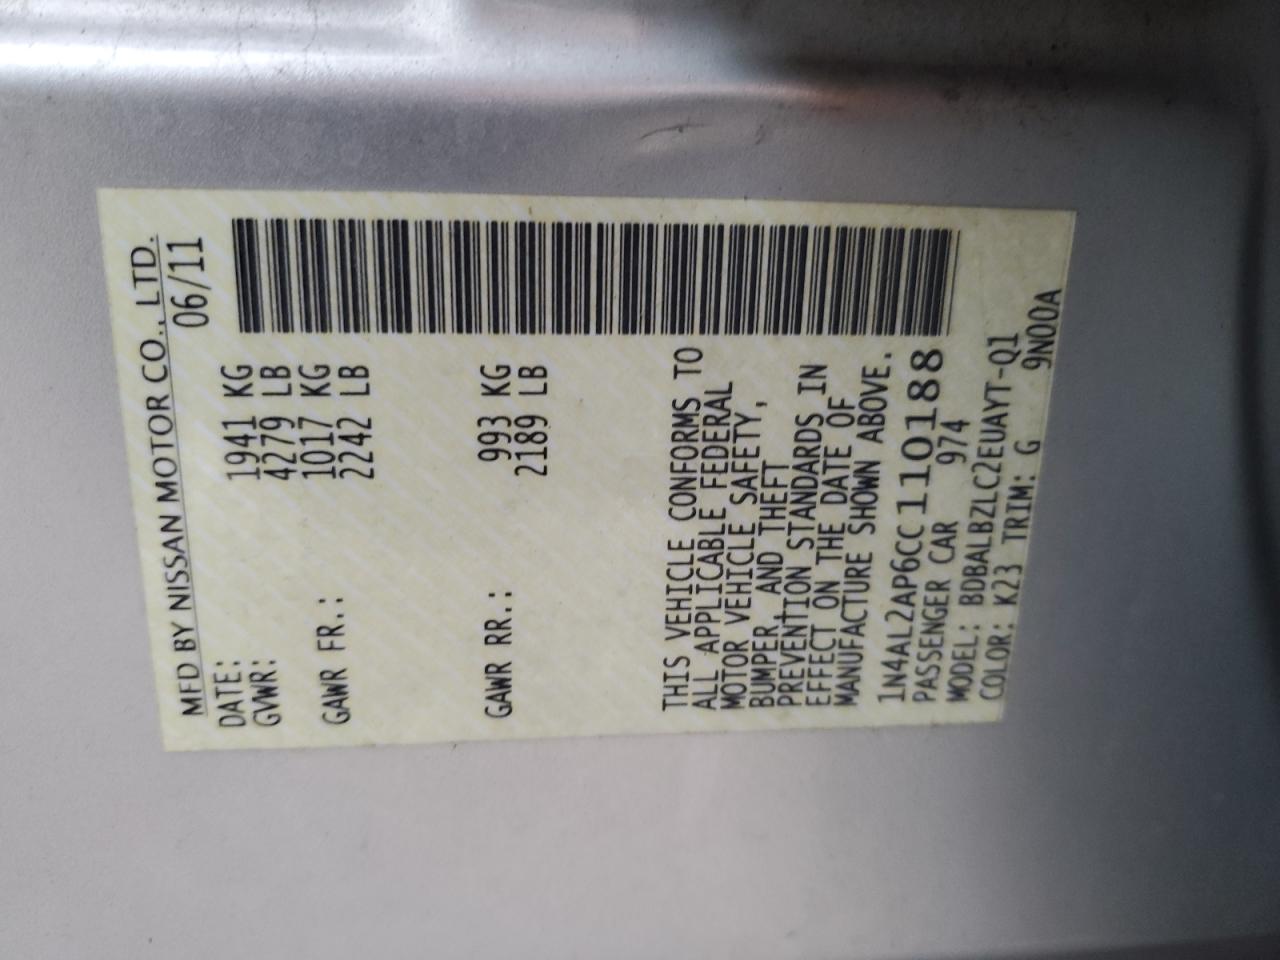 MFD BY NISSAN MOTOR CO., LTD.
DATE: 06/11
GVWR: 1941 KG
4279 LB
GAWR FR.: 1017 KG
2242 LB
GAWR RR.: 993 KG
2189 LB
THIS VEHICLE CONFORMS TO
ALL APPLICABLE FEDERAL
MOTOR VEHICLE SAFETY,
BUMPER, AND THEFT
PREVENTION STANDARDS IN
EFFECT ON THE DATE OF
MANUFACTURE SHOWN ABOVE.
1N4AL2AP6CC110188
PASSENGER CAR 974
MODEL: BDBALBZLC2EUAYT-Q1
COLOR: K23 TRIM: G 9N00A